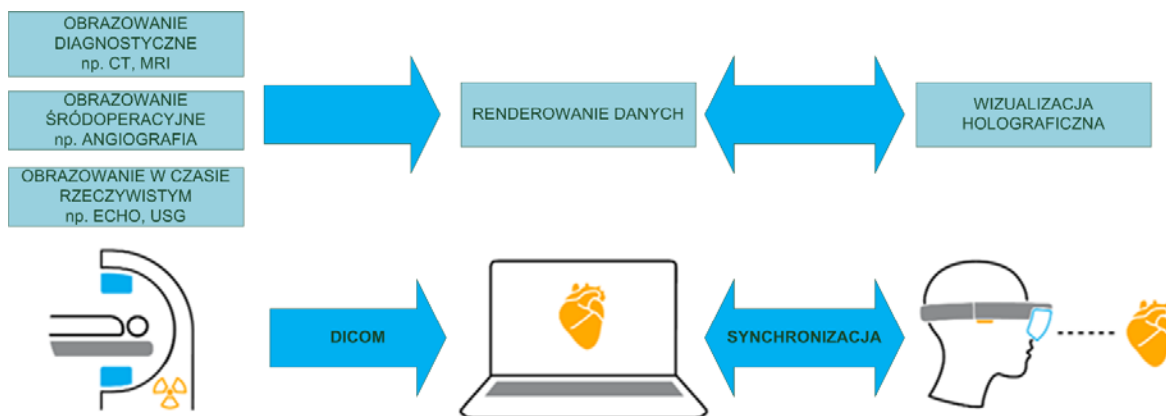 OBRAZOWANIE
DIAGNOSTYCZNE
np. CT, MRI
OBRAZOWANIE
ŚRÓDOPERACYJNE
np. ANGIOGRAFIA
OBRAZOWANIE W CZASIE
RZECZYWISTYM
np. ECHO, USG
RENDEROWANIE DANYCH
WIZUALIZACJA
HOLOGRAFICZNA
DICOM
SYNCHRONIZACJA